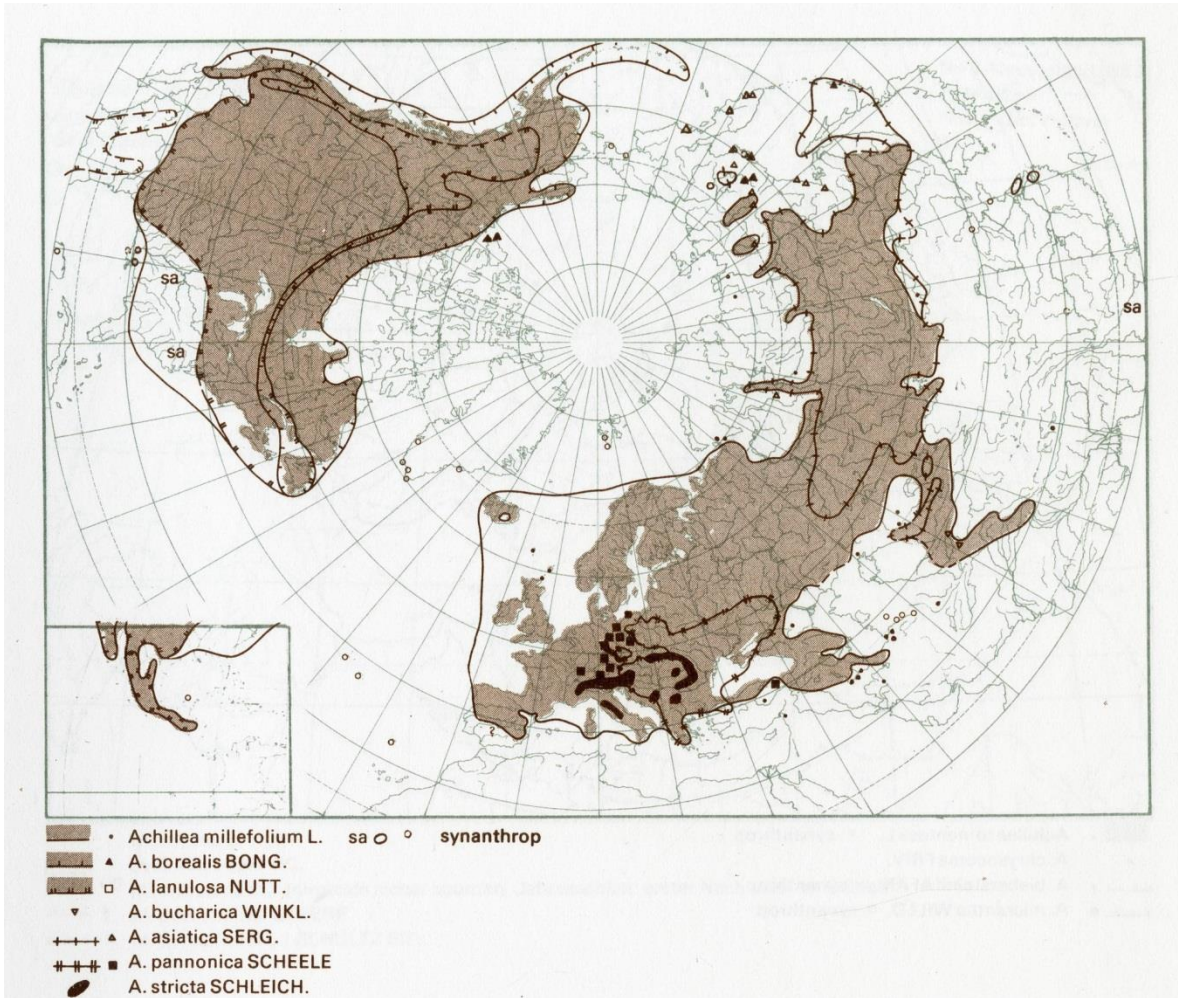 sa
sa
sa
?
Achillea millefolium L. sa synanthrop
A. borealis BONG.
A. lanulosa NUTT.
A. bucharica WINKL.
A. asiatica SERG.
A. pannonica SCHEELE
A. stricta SCHLEICH.